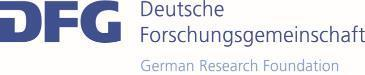 DFG Deutsche
Forschungsgemeinschaft
German Research Foundation